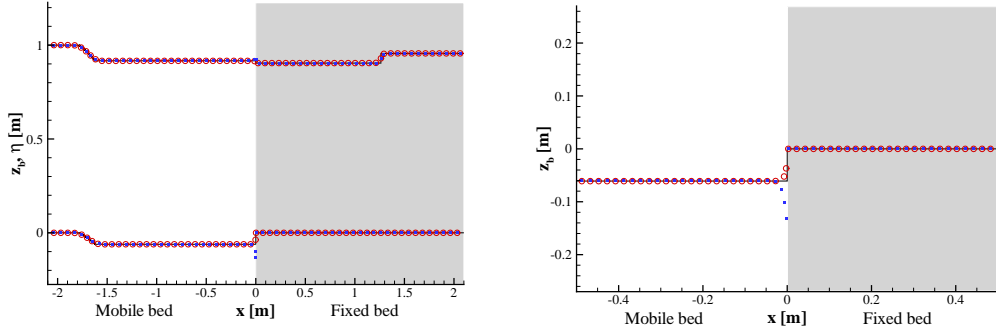 z_b, η [m]
1
0.5
0
-2 -1.5 -1 -0.5 0 0.5 1 1.5 2
Mobile bed x [m] Fixed bed
z_b [m]
0.2
0.1
0
-0.1
-0.2
-0.4 -0.2 0 0.2 0.4
Mobile bed x [m] Fixed bed